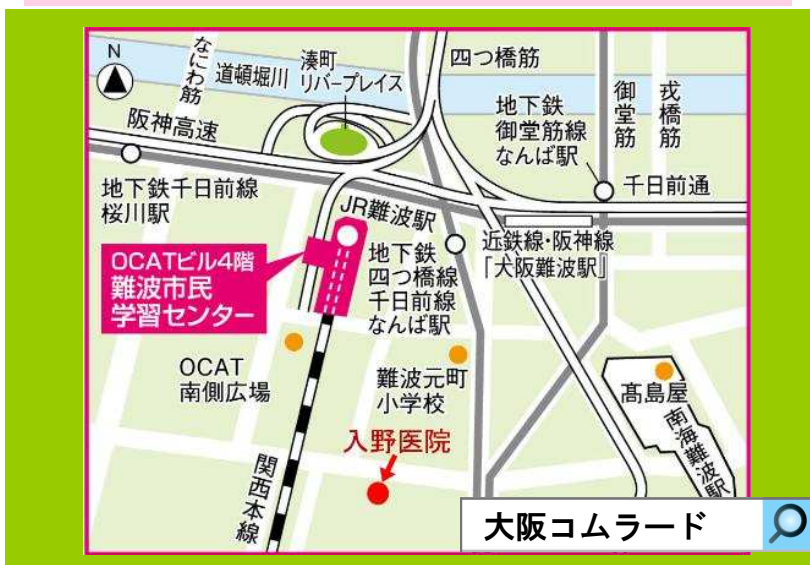 N
なにわ筋
道頓堀川
湊町
リバープレイス
四つ橋筋
地下鉄
御堂筋線
なんば駅
御堂筋
戎橋筋
阪神高速
千日前通
地下鉄千日前線
桜川駅
JR難波駅
近鉄線・阪神線
「大阪難波駅」
OCATビル4階
難波市民
学習センター
地下鉄
四つ橋線
千日前線
なんば駅
OCAT
南側広場
難波元町
小学校
髙島屋
南海難波駅
入野医院
関西本線
大阪コムラード